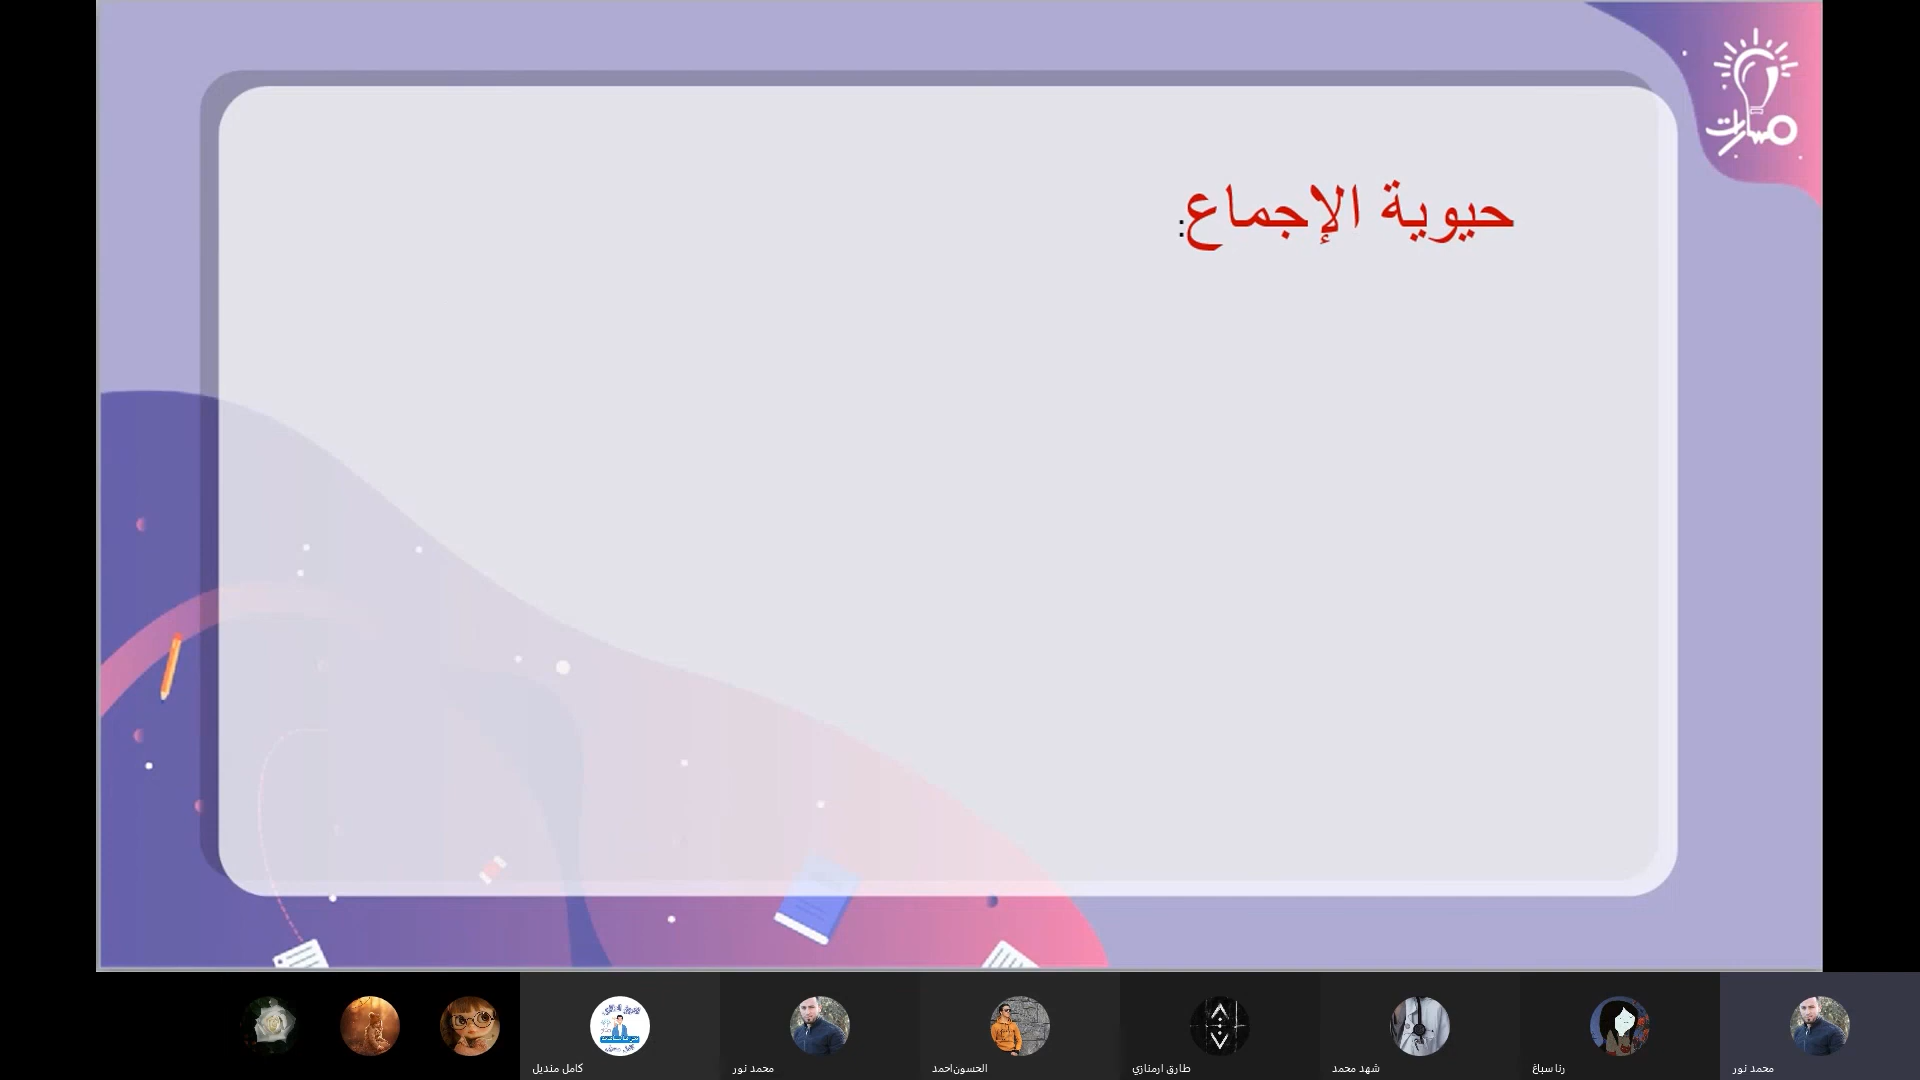 مسارات
حيوية الإجماع:
كامل منديل
محمد نور
الحسون احمد
طارق ارمنازي
شهد محمد
رنا سباغ
محمد نور